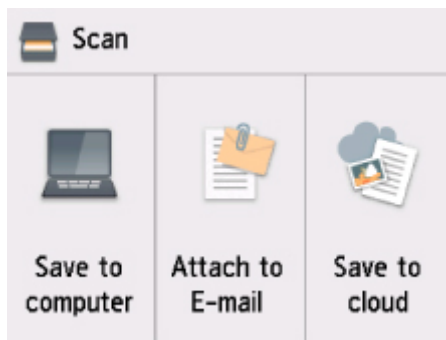 Scan
Save to
computer
Attach to
E-mail
Save to
cloud